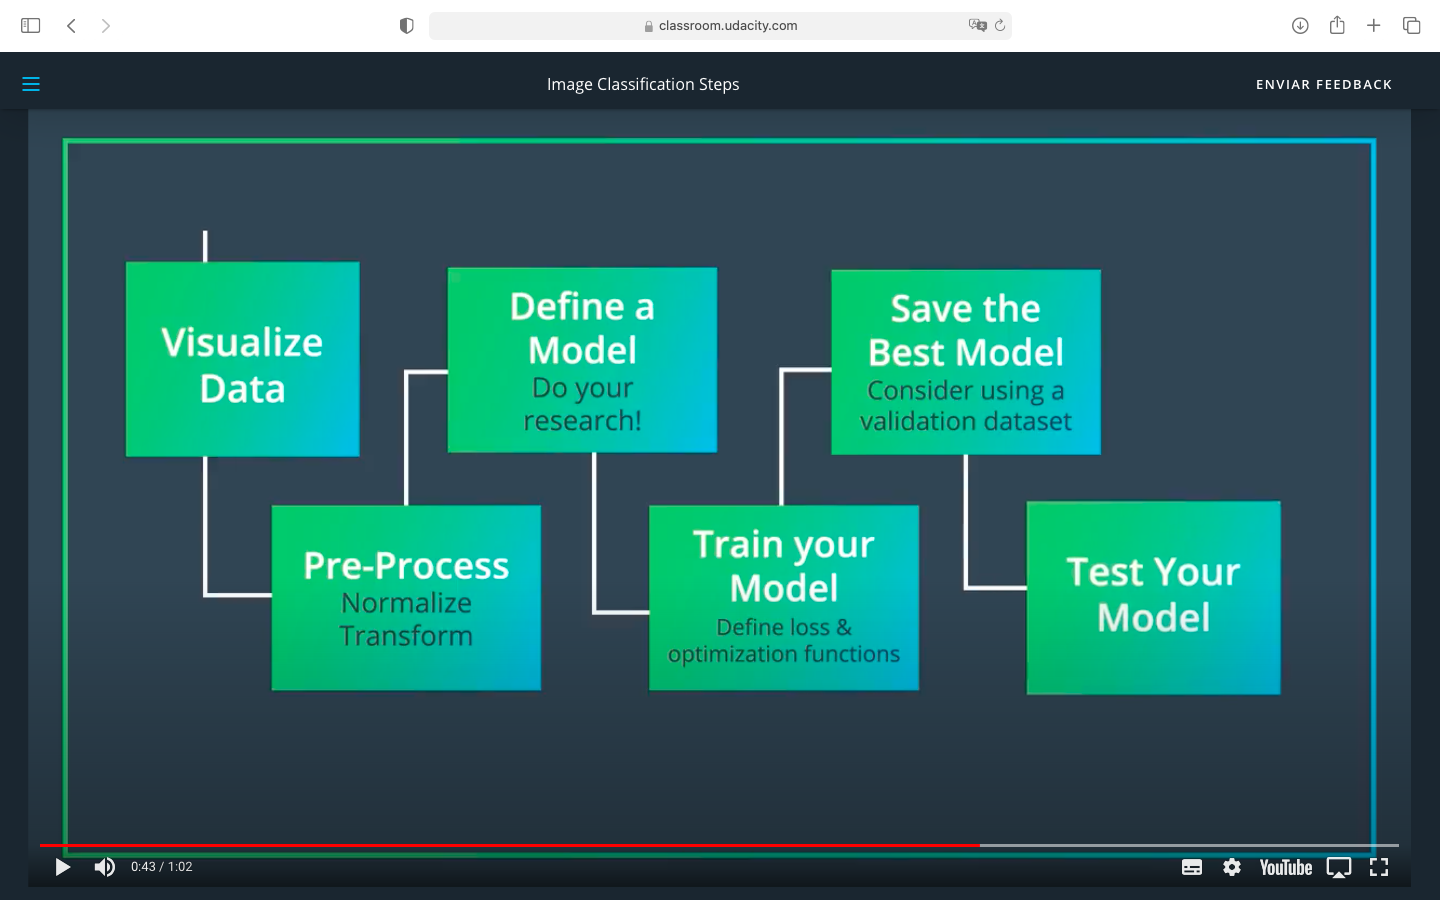 classroom.udacity.com
Image Classification Steps
ENVIAR FEEDBACK
Visualize
Data
Pre-Process
Normalize
Transform
Define a
Model
Do your
research!
Train your
Model
Define loss &
optimization functions
Save the
Best Model
Consider using a
validation dataset
Test Your
Model
0:43 / 1:02
YouTube